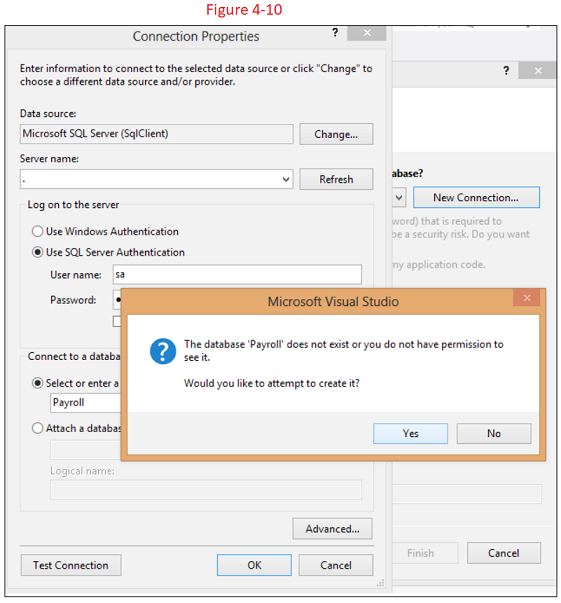 Figure 4-10
Connection Properties
?
Enter information to connect to the selected data source or click "Change" to
choose a different data source and/or provider.
Data source:
Microsoft SQL Server (SqlClient)
Change...
Server name:
.
Refresh
Log on to the server
Use Windows Authentication
Use SQL Server Authentication
User name:
sa
Password:
Connect to a databa
Select or enter a
Payroll
Attach a databas
Logical name:
Advanced...
Test Connection
OK
Cancel
?
abase?
New Connection...
word) that is required to
be a security risk. Do you want
my application code.
Finish
Cancel
Microsoft Visual Studio
?
The database 'Payroll' does not exist or you do not have permission to
see it.
Would you like to attempt to create it?
Yes
No